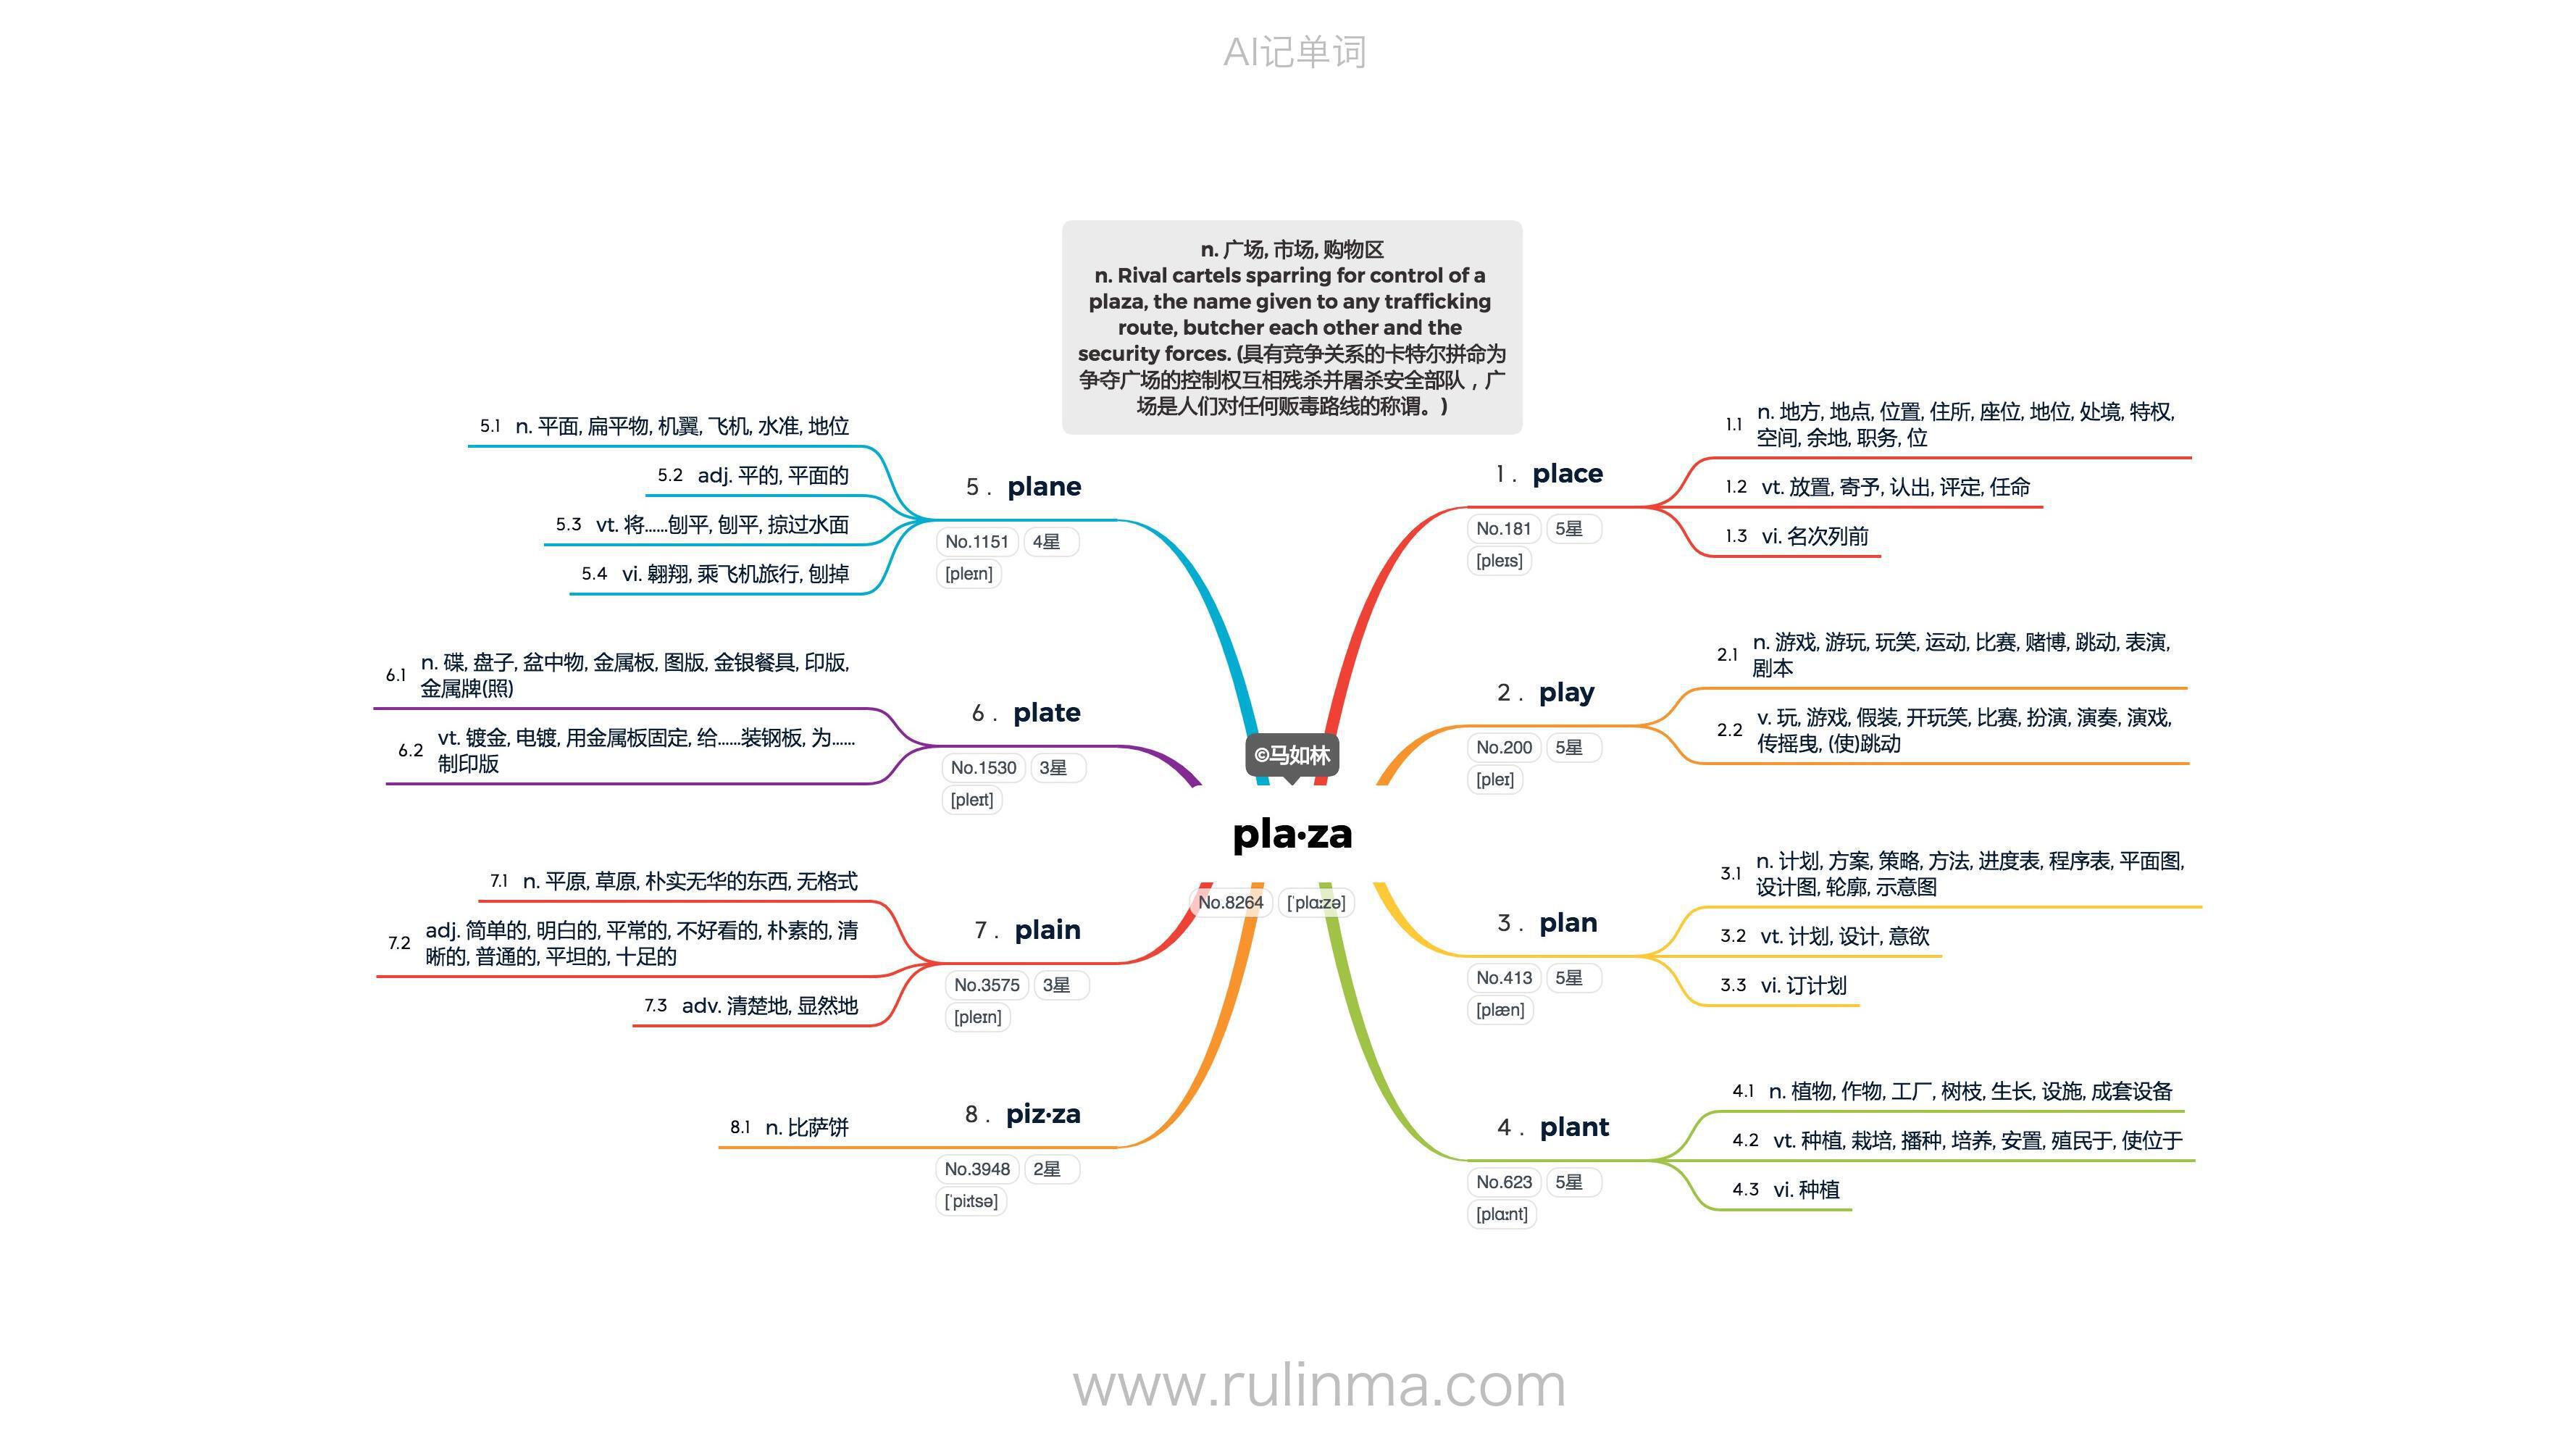 AI记单词
n. 广场, 市场, 购物区
n. Rival cartels sparring for control of a
plaza, the name given to any trafficking
route, butcher each other and the
security forces. (具有竞争关系的卡特尔拼命为
争夺广场的控制权互相残杀并屠杀安全部队，广
场是人们对任何贩毒路线的称谓。)
©马如林
pla·za
No.8264 [ˈplɑːzə]
1 . place
No.181 5星
[pleɪs]
1.1 n. 地方, 地点, 位置, 住所, 座位, 地位, 处境, 特权,
空间, 余地, 职务, 位
1.2 vt. 放置, 寄予, 认出, 评定, 任命
1.3 vi. 名次列前
2 . play
No.200 5星
[pleɪ]
2.1 n. 游戏, 游玩, 玩笑, 运动, 比赛, 赌博, 跳动, 表演,
剧本
2.2 v. 玩, 游戏, 假装, 开玩笑, 比赛, 扮演, 演奏, 演戏,
传摇曳, (使)跳动
3 . plan
No.413 5星
[plæn]
3.1 n. 计划, 方案, 策略, 方法, 进度表, 程序表, 平面图,
设计图, 轮廓, 示意图
3.2 vt. 计划, 设计, 意欲
3.3 vi. 订计划
4 . plant
No.623 5星
[plɑːnt]
4.1 n. 植物, 作物, 工厂, 树枝, 生长, 设施, 成套设备
4.2 vt. 种植, 栽培, 播种, 培养, 安置, 殖民于, 使位于
4.3 vi. 种植
5 . plane
No.1151 4星
[pleɪn]
5.1 n. 平面, 扁平物, 机翼, 飞机, 水准, 地位
5.2 adj. 平的, 平面的
5.3 vt. 将……刨平, 刨平, 掠过水面
5.4 vi. 翱翔, 乘飞机旅行, 刨掉
6 . plate
No.1530 3星
[pleɪt]
6.1 n. 碟, 盘子, 盆中物, 金属板, 图版, 金银餐具, 印版,
金属牌(照)
6.2 vt. 镀金, 电镀, 用金属板固定, 给……装钢板, 为……
制印版
7 . plain
No.3575 3星
[pleɪn]
7.1 n. 平原, 草原, 朴实无华的东西, 无格式
7.2 adj. 简单的, 明白的, 平常的, 不好看的, 朴素的, 清
晰的, 普通的, 平坦的, 十足的
7.3 adv. 清楚地, 显然地
8 . piz·za
No.3948 2星
[ˈpiːtsə]
8.1 n. 比萨饼
www.rulinma.com